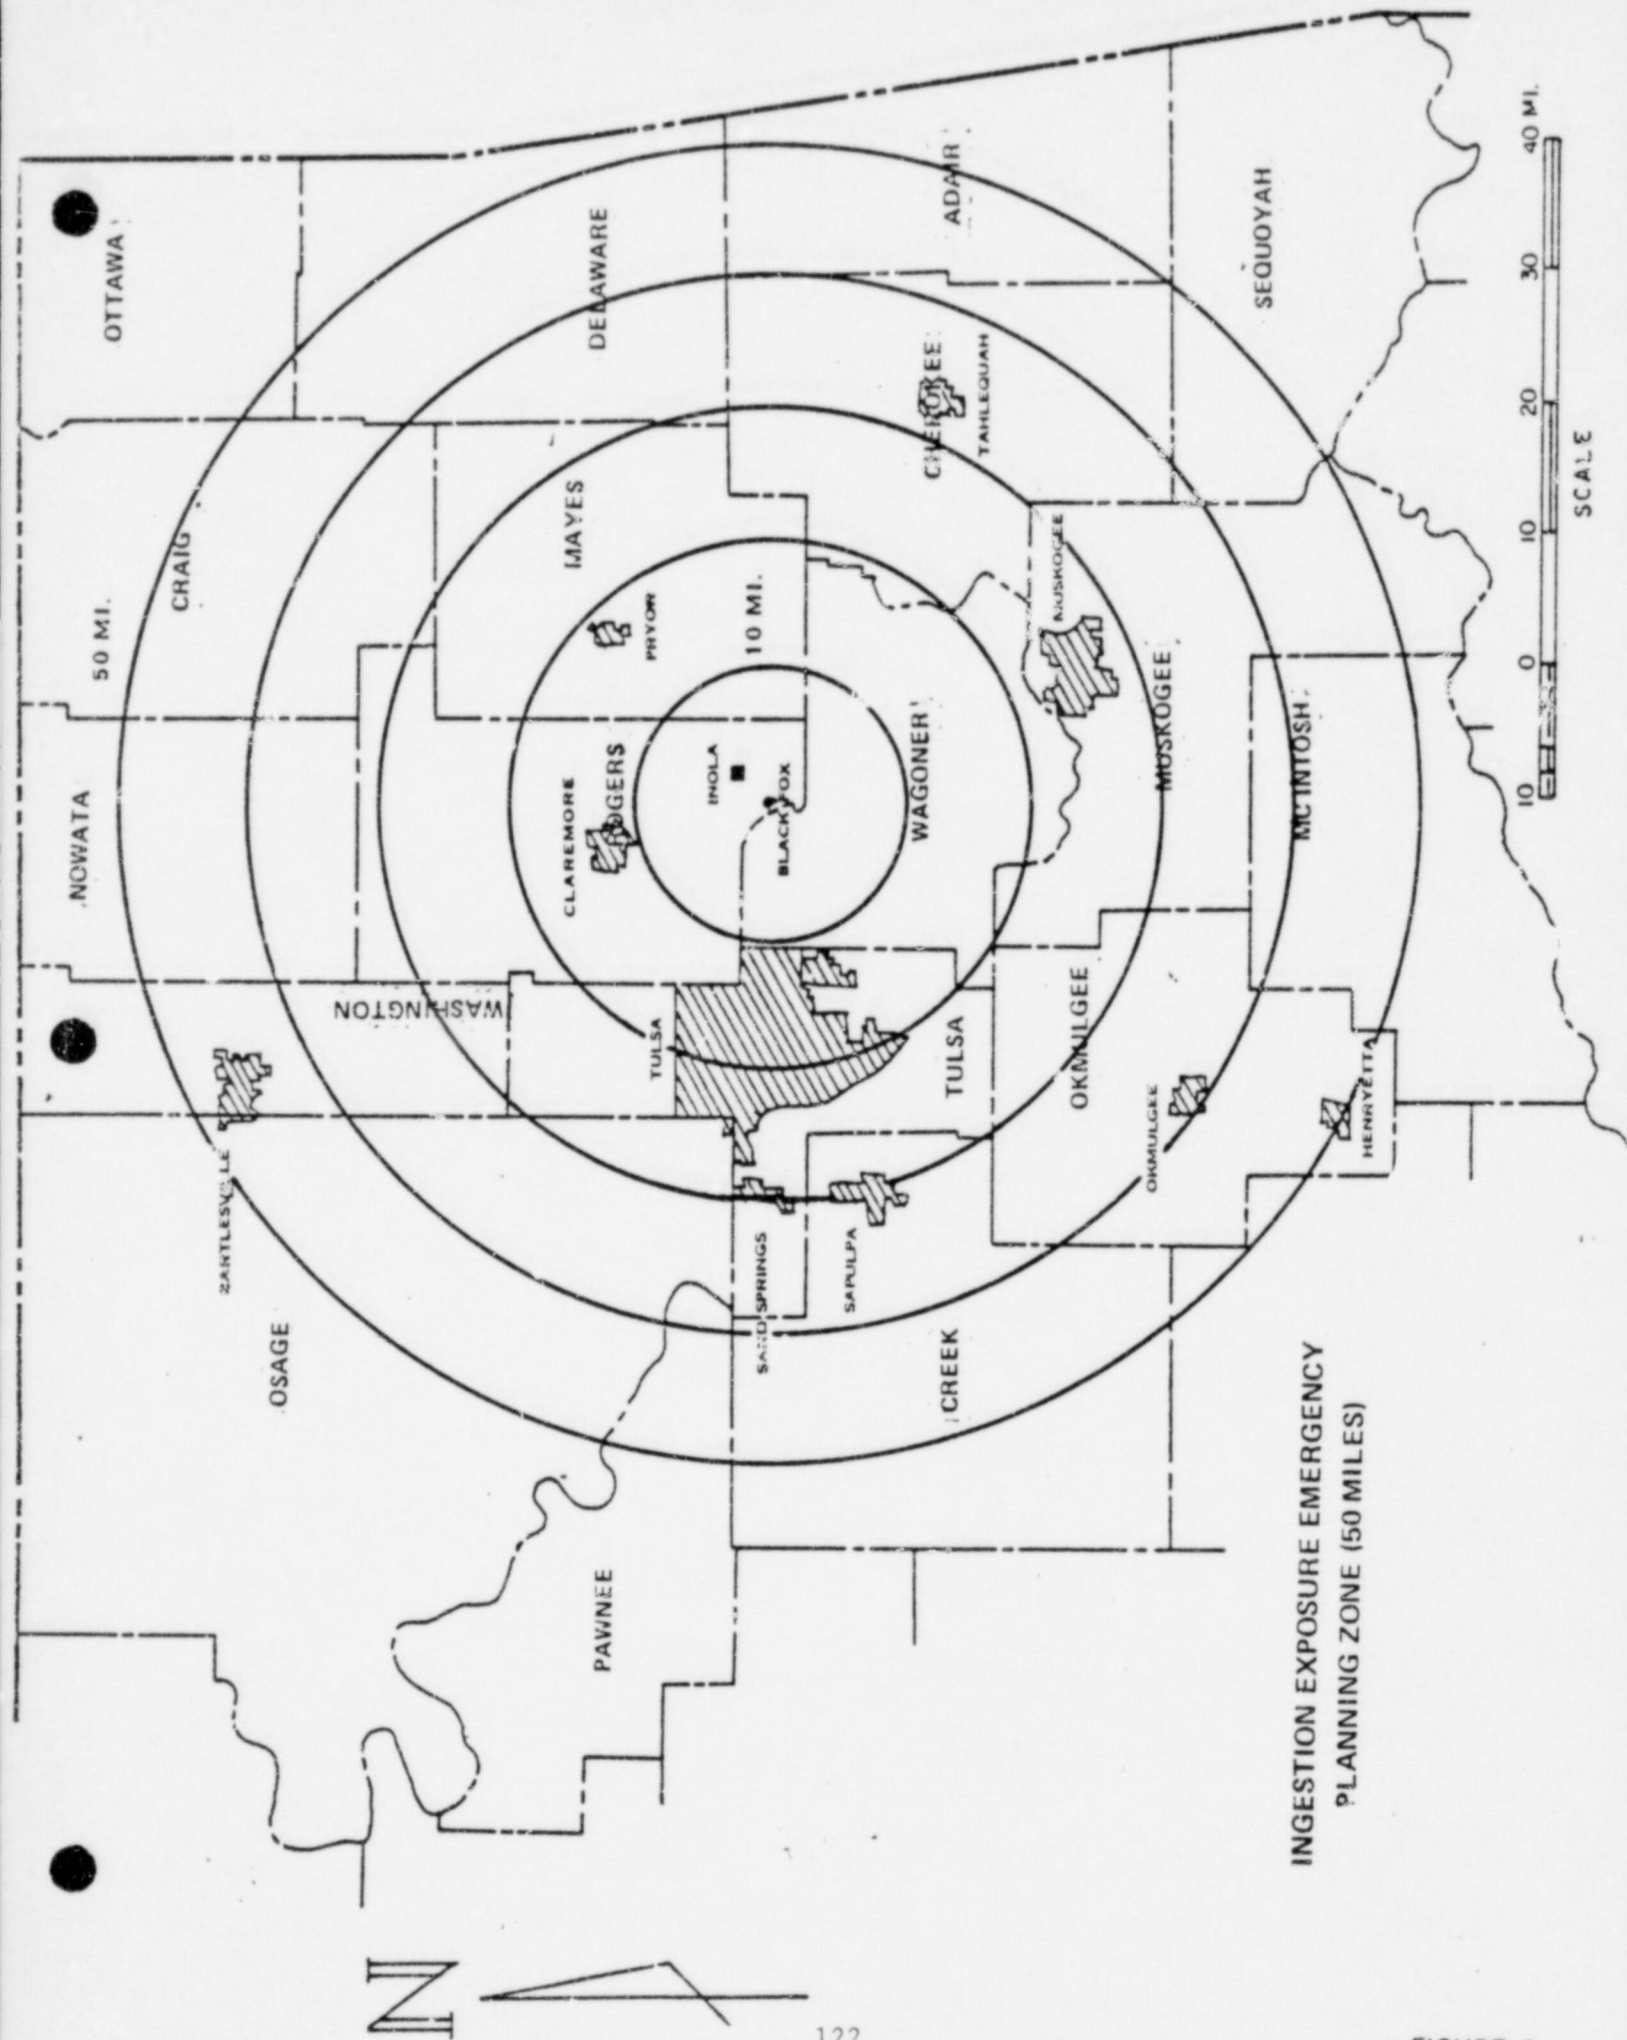 OTTAWA
50 MI.
CRAIG
NOWATA
DELAWARE
MAYES
PRYOR
10 MI.
ROGERS
INOLA
CLAREMORE
BLACK FOX
WASHINGTON
TULSA
OSAGE
PAWNEE
SAND SPRINGS
SAPULPA
CREEK
TULSA
WAGONER
ADAIR
CHEROKEE
TAHLEQUAH
MUSKOGEE
MUSKOGEE
SEQUOYAH
MCINTOSH
OKMULGEE
OKMULGEE
HENRYETTA
10 0 10 20 30 40 MI.
SCALE
INGESTION EXPOSURE EMERGENCY
PLANNING ZONE (50 MILES)
N
122